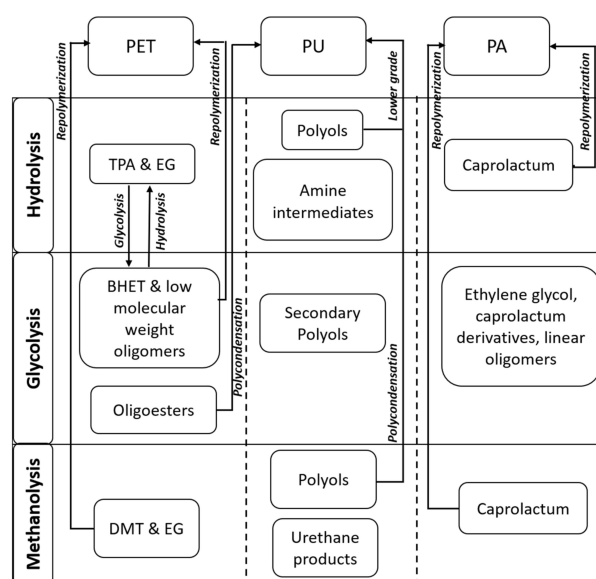 PET
PU
PA
Repolymerization
Repolymerization
Lower grade
Repolymerization
Repolymerization
Hydrolysis
TPA & EG
Polyols
Amine
intermediates
Caprolactum
Glycolysis
Hydrolysis
Glycolysis
BHET & low
molecular
weight
oligomers
Oligoesters
Polycondensation
Secondary
Polyols
Polycondensation
Ethylene glycol,
caprolactum
derivatives, linear
oligomers
Methanolysis
DMT & EG
Polyols
Urethane
products
Caprolactum